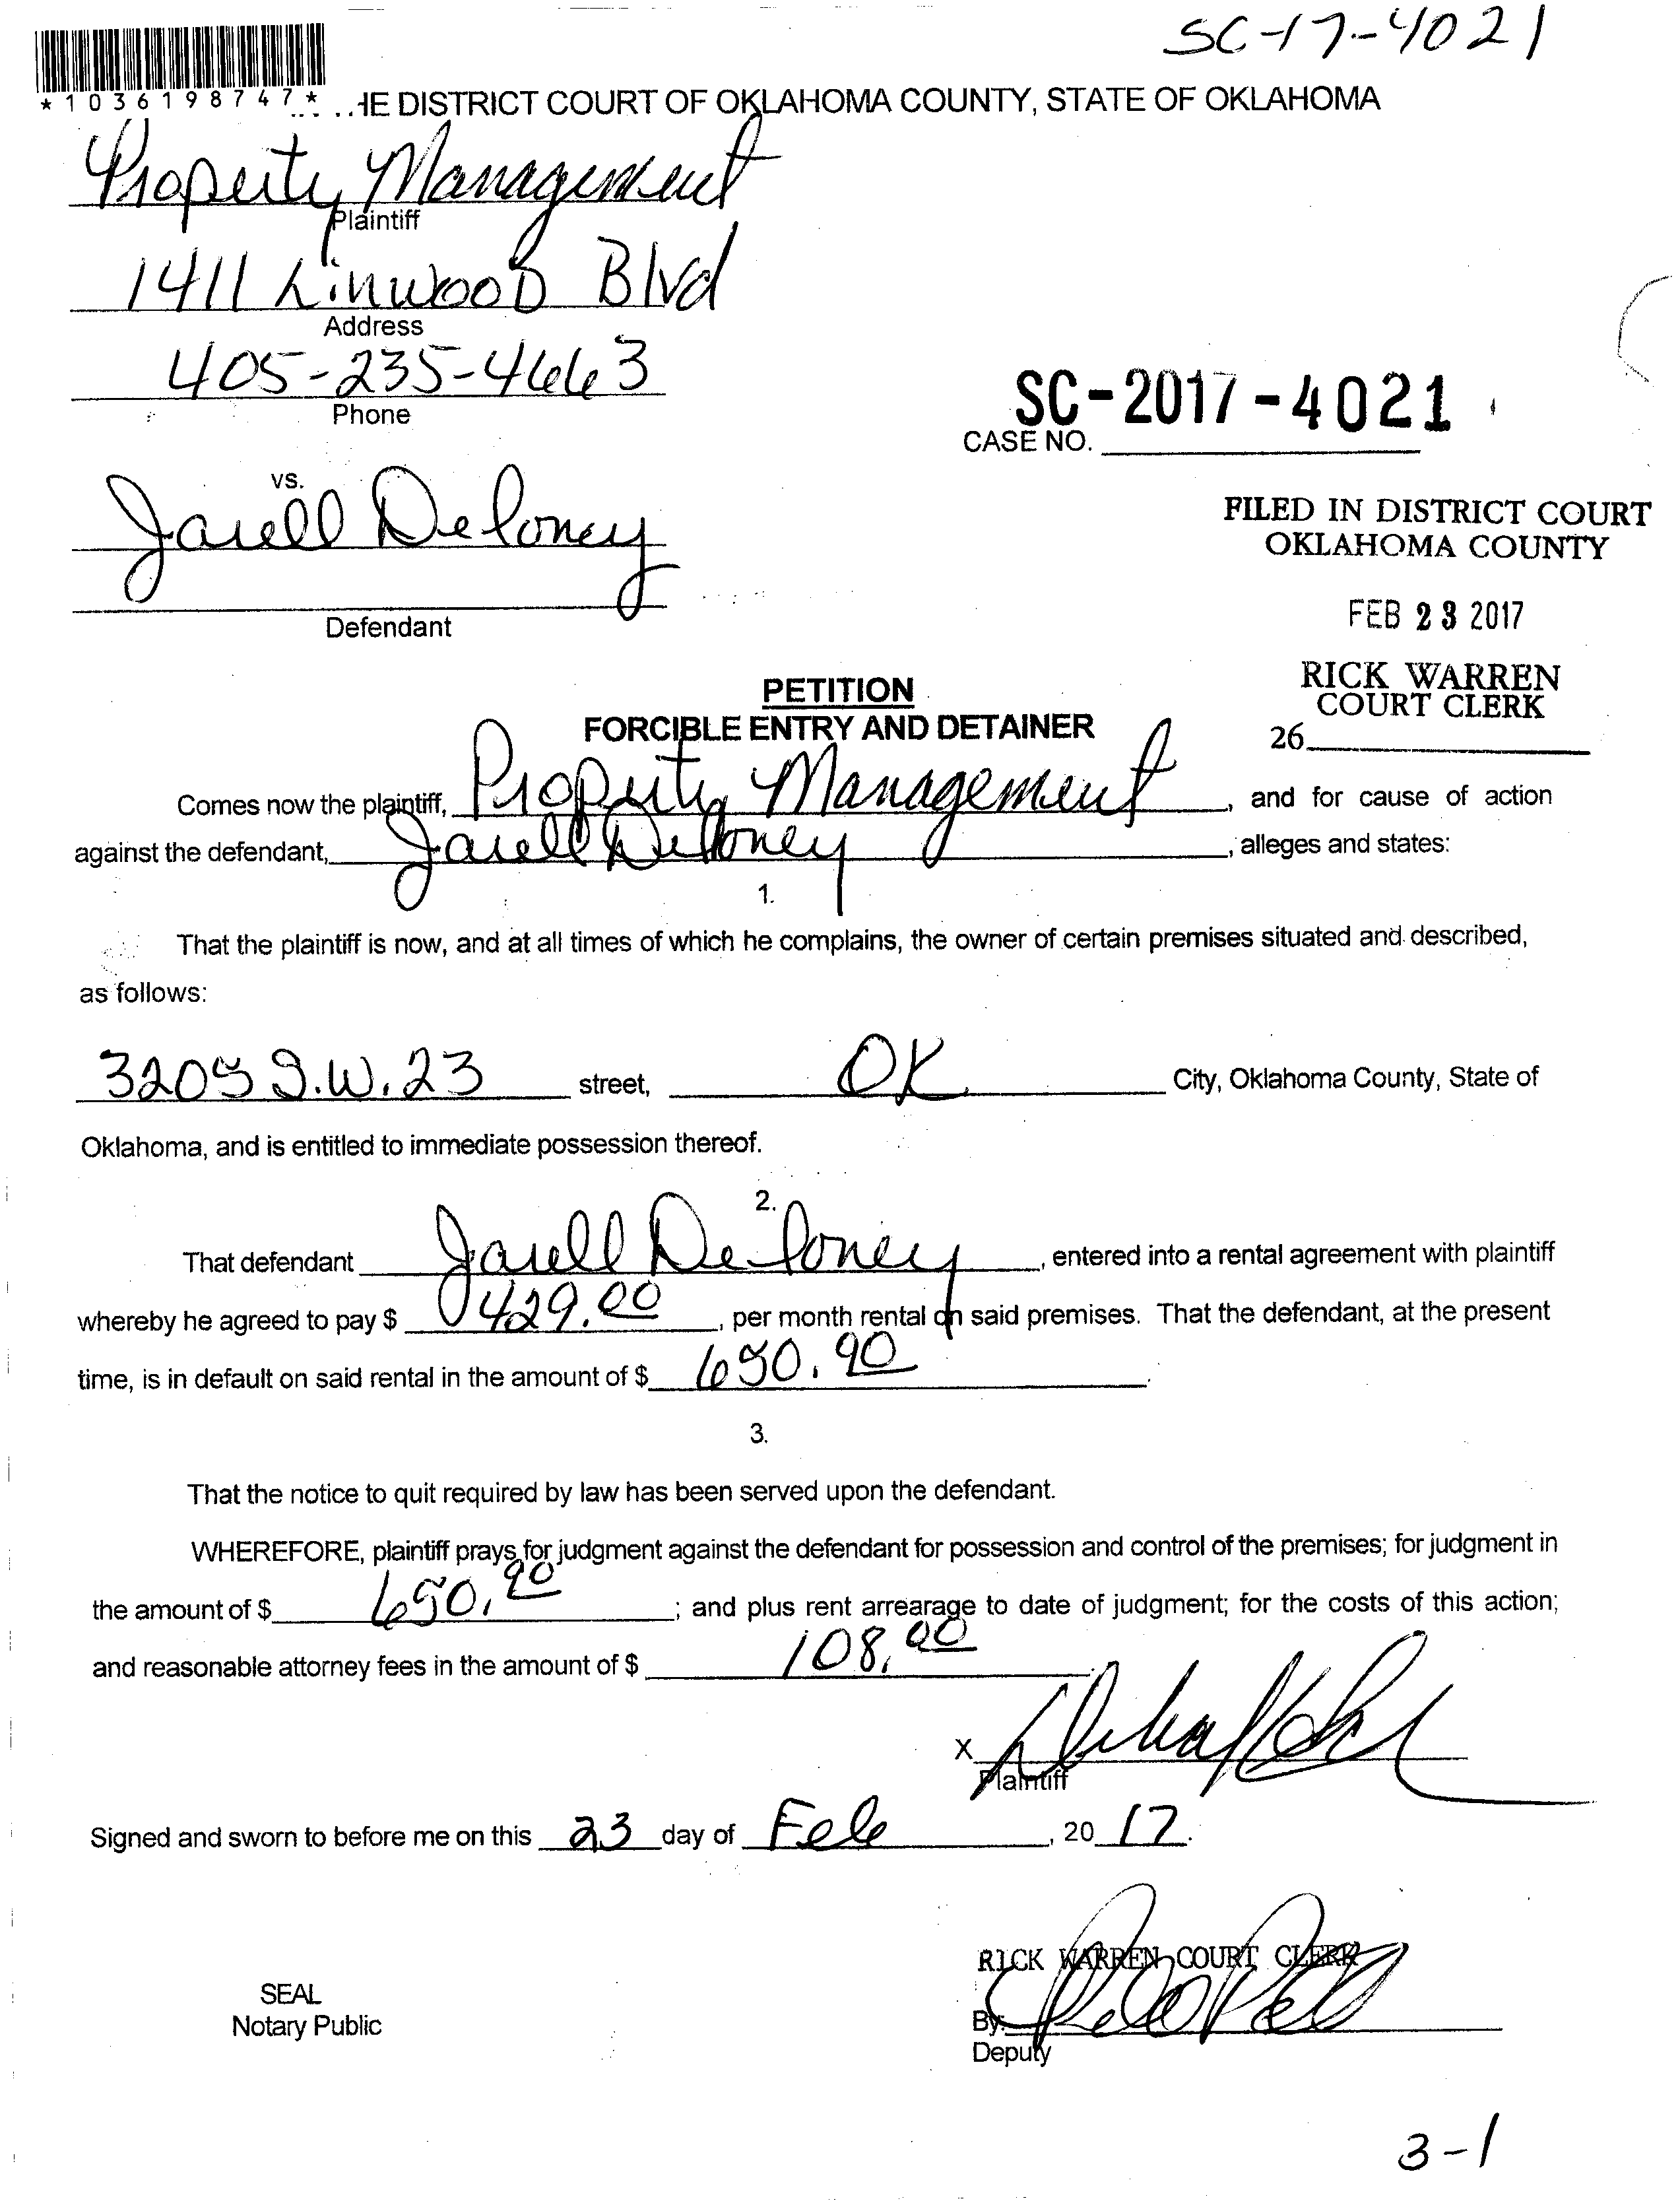 SC-17-4021
*1036198747*
HE DISTRICT COURT OF OKLAHOMA COUNTY, STATE OF OKLAHOMA
Property Management
Plaintiff
1411 Linwood Blvd
Address
405-235-4663
Phone
SC-2017-4021
CASE NO.
vs.
Jarell Deloney
Defendant
FILED IN DISTRICT COURT
OKLAHOMA COUNTY
FEB 23 2017
RICK WARREN
COURT CLERK
26
PETITION
FORCIBLE ENTRY AND DETAINER
Comes now the plaintiff, Property Management, and for cause of action
against the defendant, Jarell Deloney, alleges and states:
1.
That the plaintiff is now, and at all times of which he complains, the owner of certain premises situated and described,
as follows:
3205 S.W. 23 street, OK City, Oklahoma County, State of
Oklahoma, and is entitled to immediate possession thereof.
2.
That defendant Jarell Deloney, entered into a rental agreement with plaintiff
whereby he agreed to pay $ 429.00, per month rental on said premises. That the defendant, at the present
time, is in default on said rental in the amount of $ 650.90.
3.
That the notice to quit required by law has been served upon the defendant.
WHEREFORE, plaintiff prays for judgment against the defendant for possession and control of the premises; for judgment in
the amount of $ 650.90; and plus rent arrearage to date of judgment; for the costs of this action;
and reasonable attorney fees in the amount of $ 108.00.
X
Plaintiff
Signed and sworn to before me on this 23 day of Feb, 20 17.
RICK WARREN COURT CLERK
SEAL
Notary Public
By:
Deputy
3-1